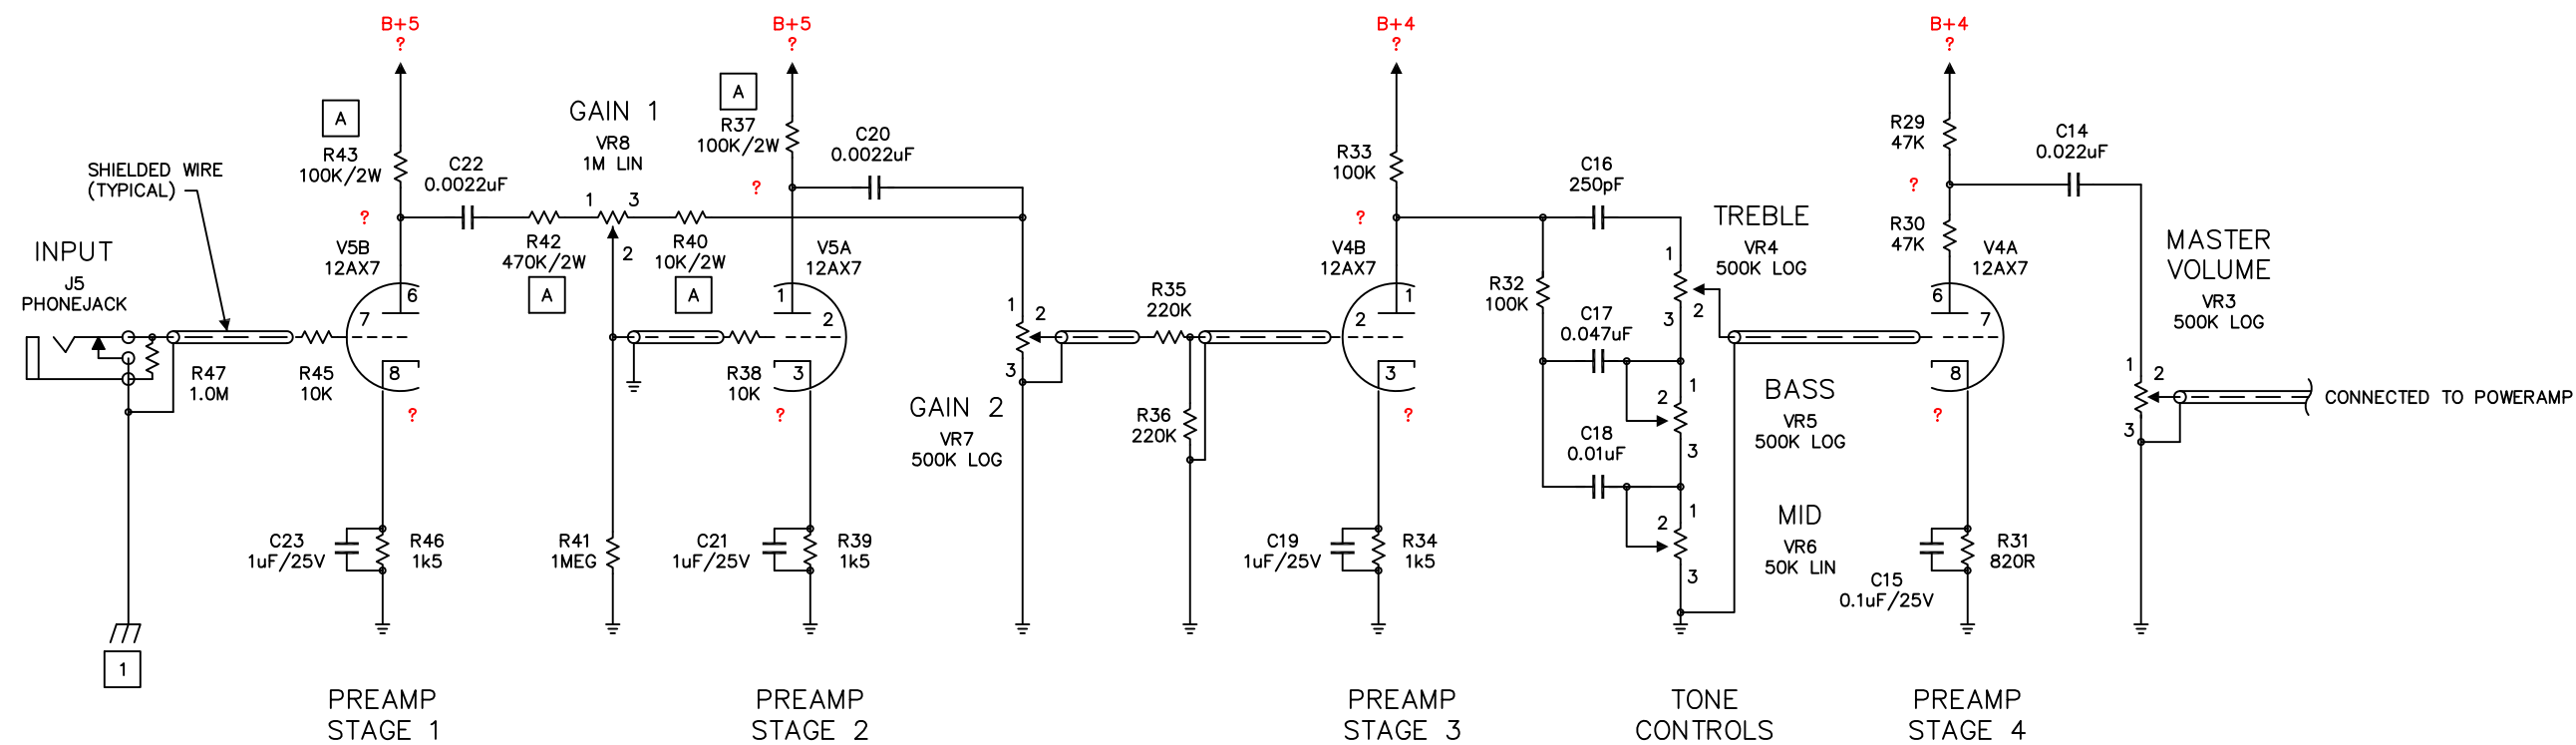 B+5
?
B+5
?
B+4
?
B+4
?
A
R43
100K/2W
SHIELDED WIRE
(TYPICAL)
C22
0.0022uF
GAIN 1
VR8
1M LIN
1
3
2
A
R37
100K/2W
C20
0.0022uF
?
?
R42
470K/2W
A
R40
10K/2W
A
INPUT
J5
PHONEJACK
R47
1.0M
R45
10K
V5B
12AX7
6
7
8
?
V5A
12AX7
1
2
3
?
R38
10K
GAIN 2
VR7
500K LOG
1
2
3
R35
220K
R36
220K
R33
100K
?
V4B
12AX7
1
2
3
?
C16
250pF
R32
100K
C17
0.047uF
C18
0.01uF
TREBLE
VR4
500K LOG
1
2
3
BASS
VR5
500K LOG
1
2
3
MID
VR6
50K LIN
1
2
3
R29
47K
?
R30
47K
C14
0.022uF
V4A
12AX7
6
7
8
?
MASTER
VOLUME
VR3
500K LOG
1
2
3
CONNECTED TO POWERAMP
C23
1uF/25V
R46
1k5
R41
1MEG
C21
1uF/25V
R39
1k5
C19
1uF/25V
R34
1k5
C15
0.1uF/25V
R31
820R
1
PREAMP
STAGE 1
PREAMP
STAGE 2
PREAMP
STAGE 3
TONE
CONTROLS
PREAMP
STAGE 4